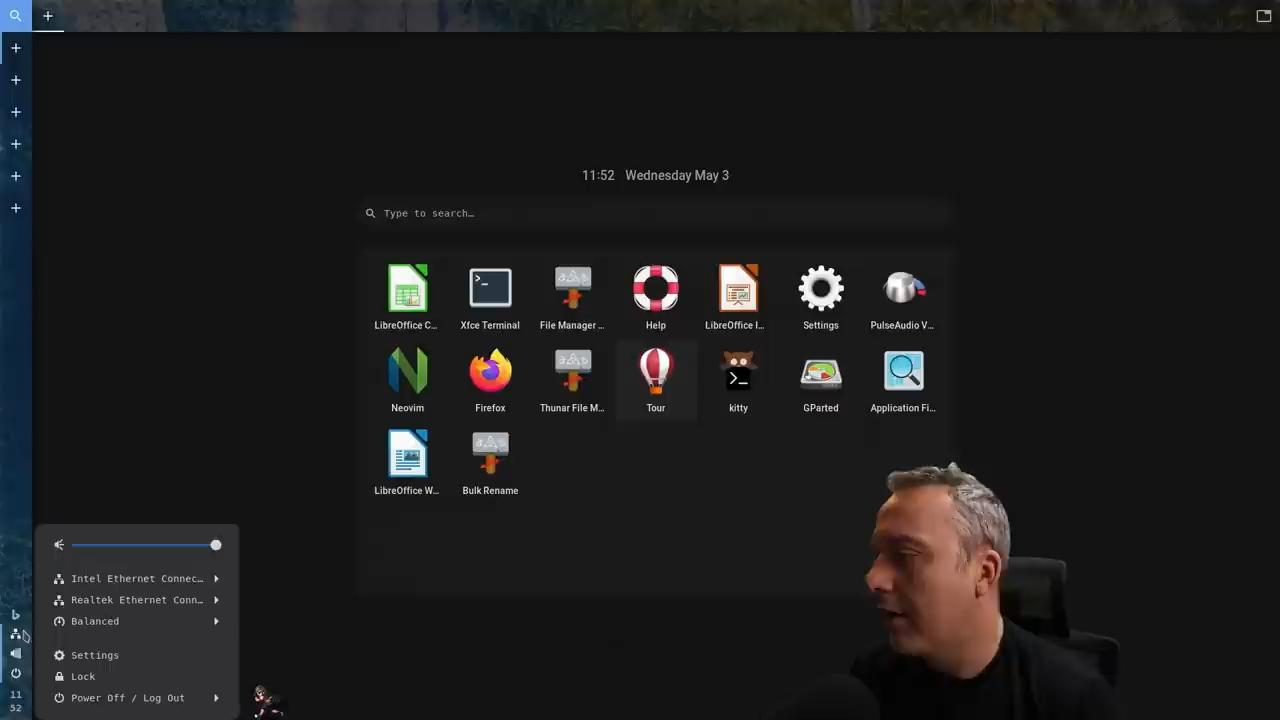 11:52 Wednesday May 3
Type to search…
LibreOffice C…
Xfce Terminal
File Manager …
Help
LibreOffice I…
Settings
PulseAudio V…
Neovim
Firefox
Thunar File M…
Tour
kitty
GParted
Application Fi…
LibreOffice W…
Bulk Rename
Intel Ethernet Connec…
Realtek Ethernet Conn…
Balanced
Settings
Lock
Power Off / Log Out
11
52